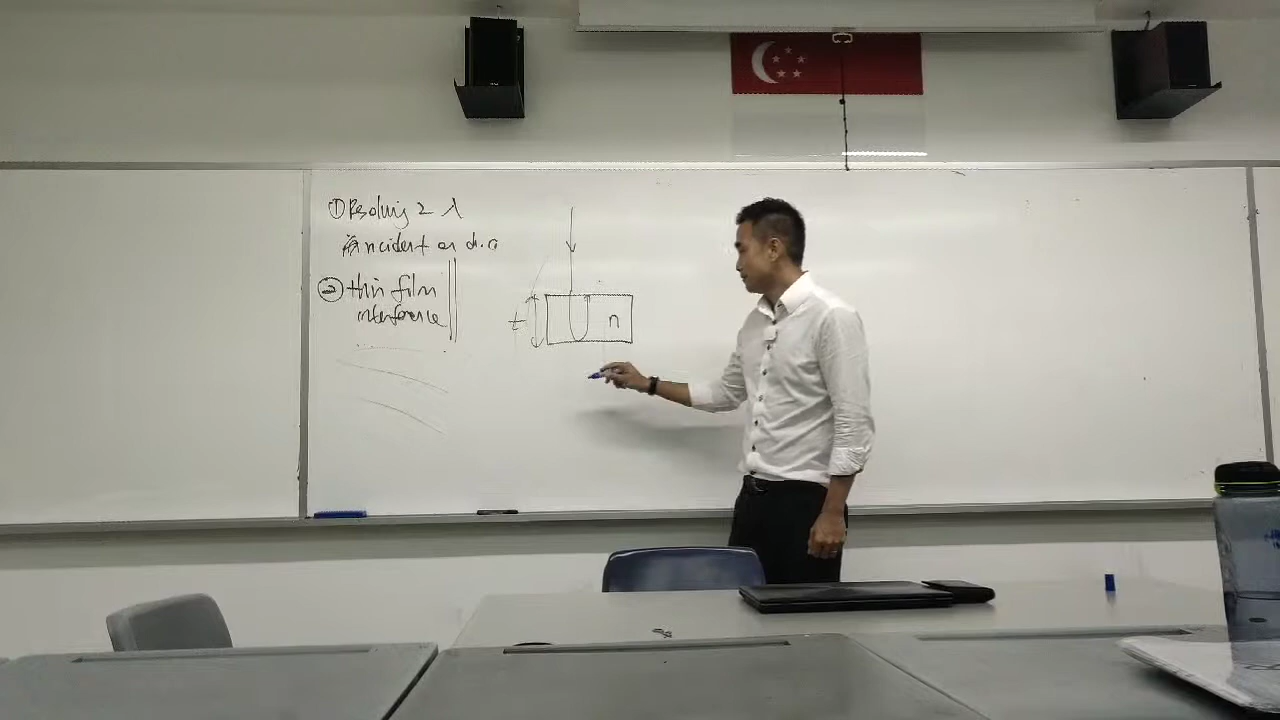 ① Resolving 2 λ
incident on d.g
② thin film
interference
t
n